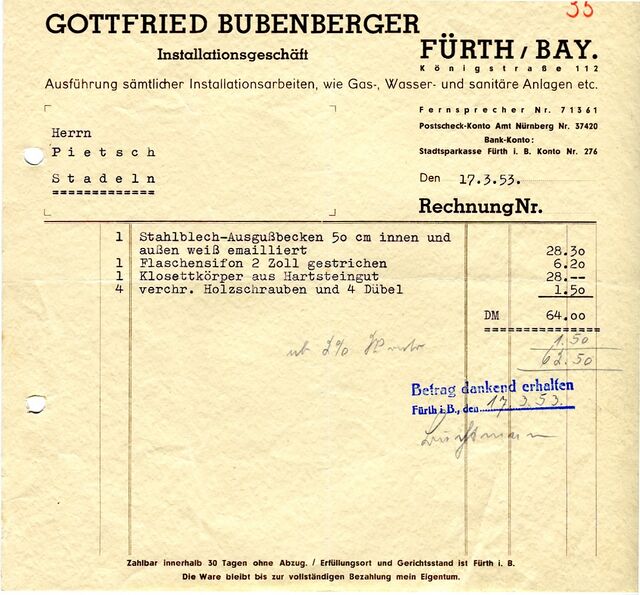 35
GOTTFRIED BUBENBERGER
Installationsgeschäft
FÜRTH / BAY.
Königstraße 112
Ausführung sämtlicher Installationsarbeiten, wie Gas-, Wasser- und sanitäre Anlagen etc.
Fernsprecher Nr. 71361
Postscheck-Konto Amt Nürnberg Nr. 37420
Bank-Konto:
Stadtsparkasse Fürth i. B. Konto Nr. 276
Herrn
Pietsch
Stadeln
Den 17.3.53.
Rechnung Nr.
1 Stahlblech-Ausgußbecken 50 cm innen und
außen weiß emailliert 28.30
1 Flaschensifon 2 Zoll gestrichen 6.20
1 Klosettkörper aus Hartsteingut 28.--
4 verchr. Holzschrauben und 4 Dübel 1.50
DM 64.00
1.50
ab 2%
62.50
Betrag dankend erhalten
Fürth i. B., den 17.3.53.
Zahlbar innerhalb 30 Tagen ohne Abzug. / Erfüllungsort und Gerichtsstand ist Fürth i. B.
Die Ware bleibt bis zur vollständigen Bezahlung mein Eigentum.